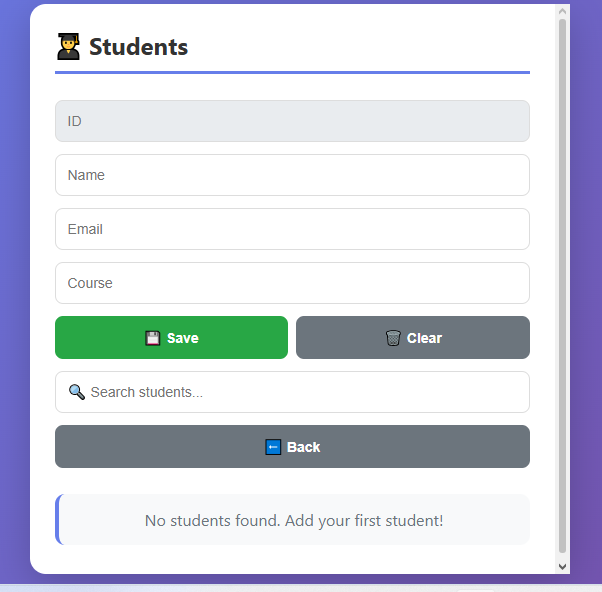 Students
ID
Name
Email
Course
Save
Clear
Search students...
Back
No students found. Add your first student!